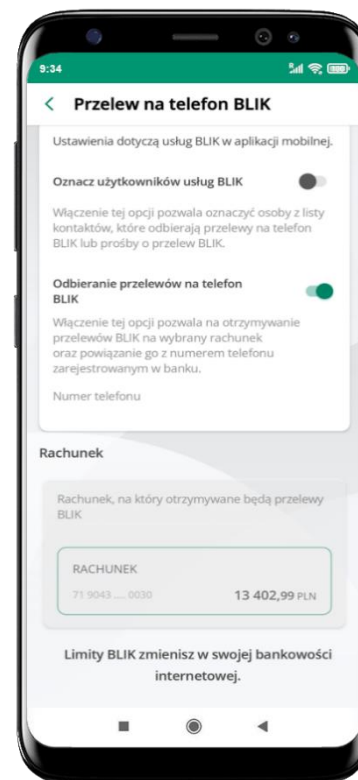 9:34
Przelew na telefon BLIK
Ustawienia dotyczą usług BLIK w aplikacji mobilnej.
Oznacz użytkowników usług BLIK
Włączenie tej opcji pozwala oznaczyć osoby z listy
kontaktów, które odbierają przelewy na telefon
BLIK lub prośby o przelew BLIK.
Odbieranie przelewów na telefon
BLIK
Włączenie tej opcji pozwala na otrzymywanie
przelewów BLIK na wybrany rachunek
oraz powiązanie go z numerem telefonu
zarejestrowanym w banku.
Numer telefonu
Rachunek
Rachunek, na który otrzymywane będą przelewy
BLIK
RACHUNEK
71 9043 .... 0030 13 402,99 PLN
Limity BLIK zmienisz w swojej bankowości
internetowej.